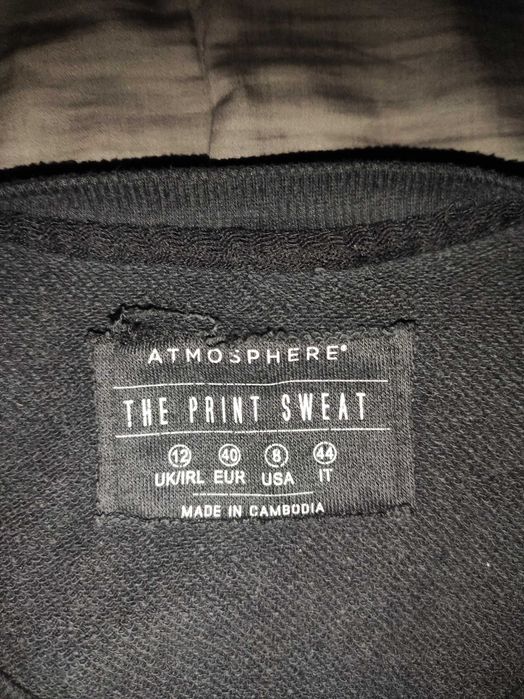 ATMOSPHERE®
THE PRINT SWEAT
12 40 8 44
UK/IRL EUR USA IT
MADE IN CAMBODIA